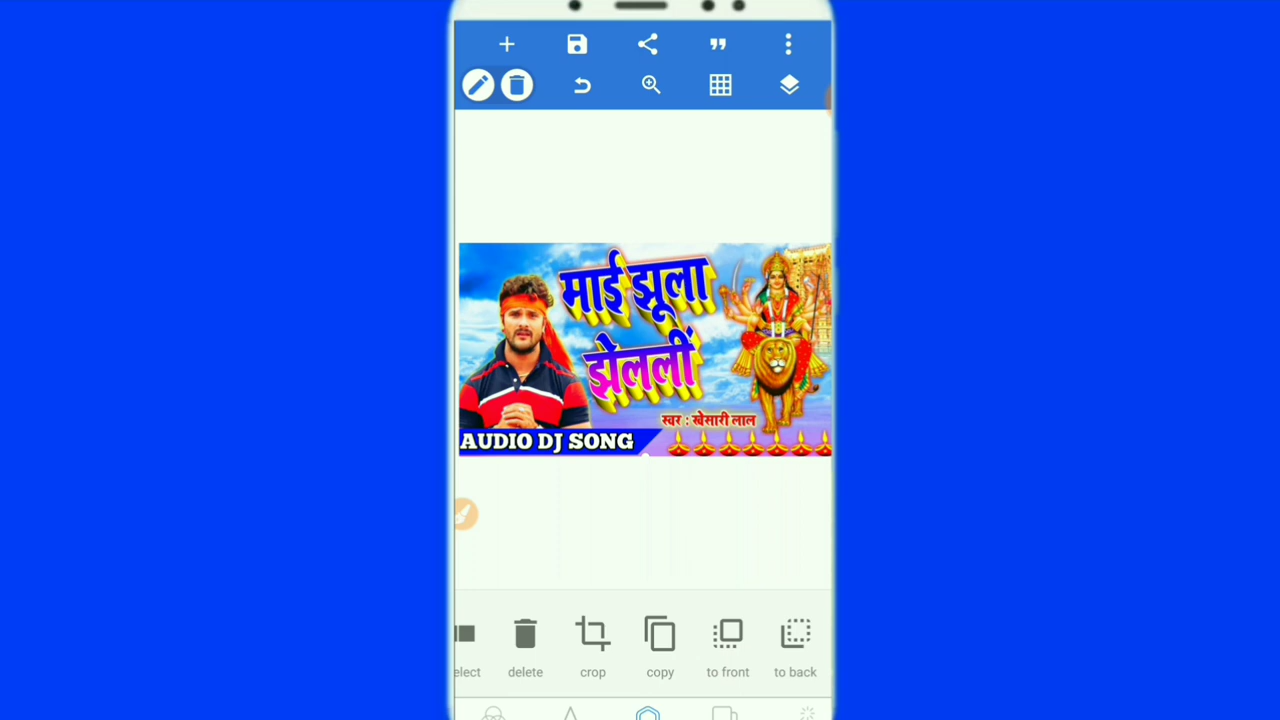 माई झूला
झेललीं
स्वर : खेसारी लाल
AUDIO DJ SONG
elect
delete
crop
copy
to front
to back